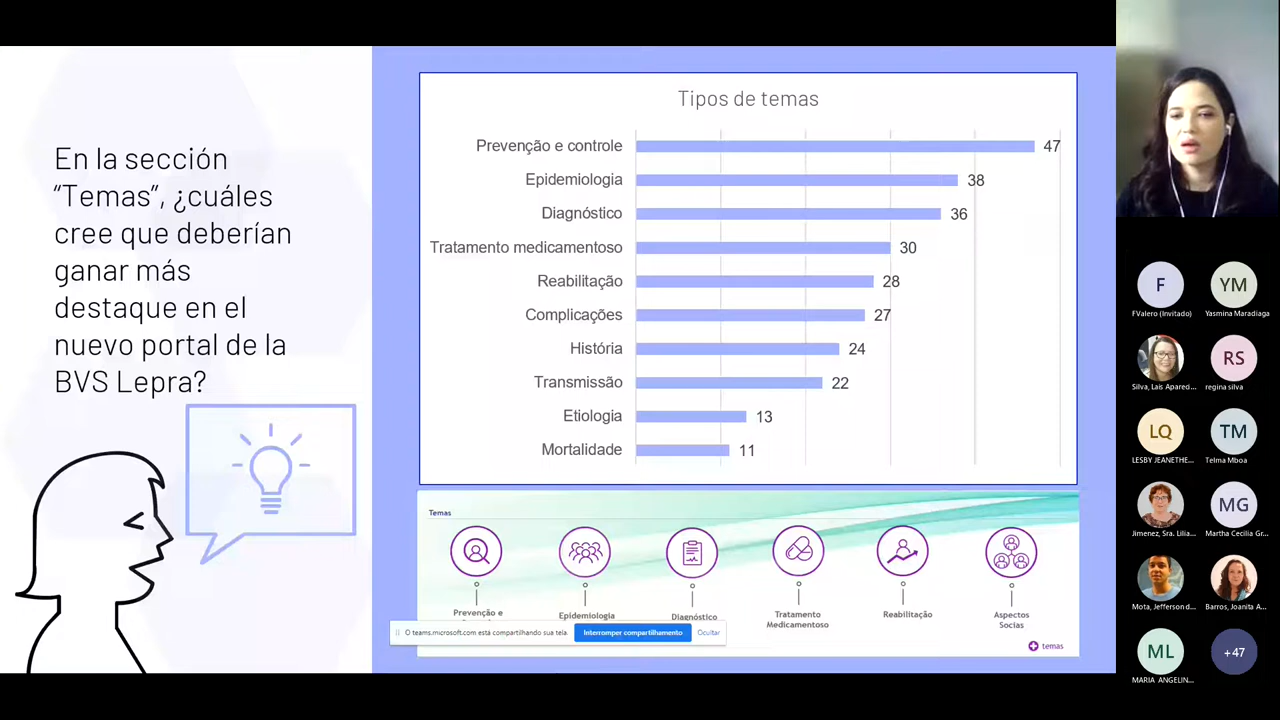 En la sección
“Temas”, ¿cuáles
cree que deberían
ganar más
destaque en el
nuevo portal de la
BVS Lepra?
Tipos de temas
Prevenção e controle 47
Epidemiologia 38
Diagnóstico 36
Tratamento medicamentoso 30
Reabilitação 28
Complicações 27
História 24
Transmissão 22
Etiologia 13
Mortalidade 11
Temas
Prevenção e
Epidemiologia
Diagnóstico
Tratamento
Medicamentoso
Reabilitação
Aspectos
Sociais
temas
O teams.microsoft.com está compartilhando sua tela.
Interromper compartilhamento
Ocultar
F
FValero (Invitado)
YM
Yasmina Maradiaga
Silva, Lais Apared...
RS
regina silva
LQ
LESBY JEANETHE...
TM
Telma Mboa
Jimenez, Sra. Lilia...
MG
Martha Cecilia Gr...
Mota, Jefferson d...
Barros, Joanita A...
ML
MARIA ANGELIN...
+47